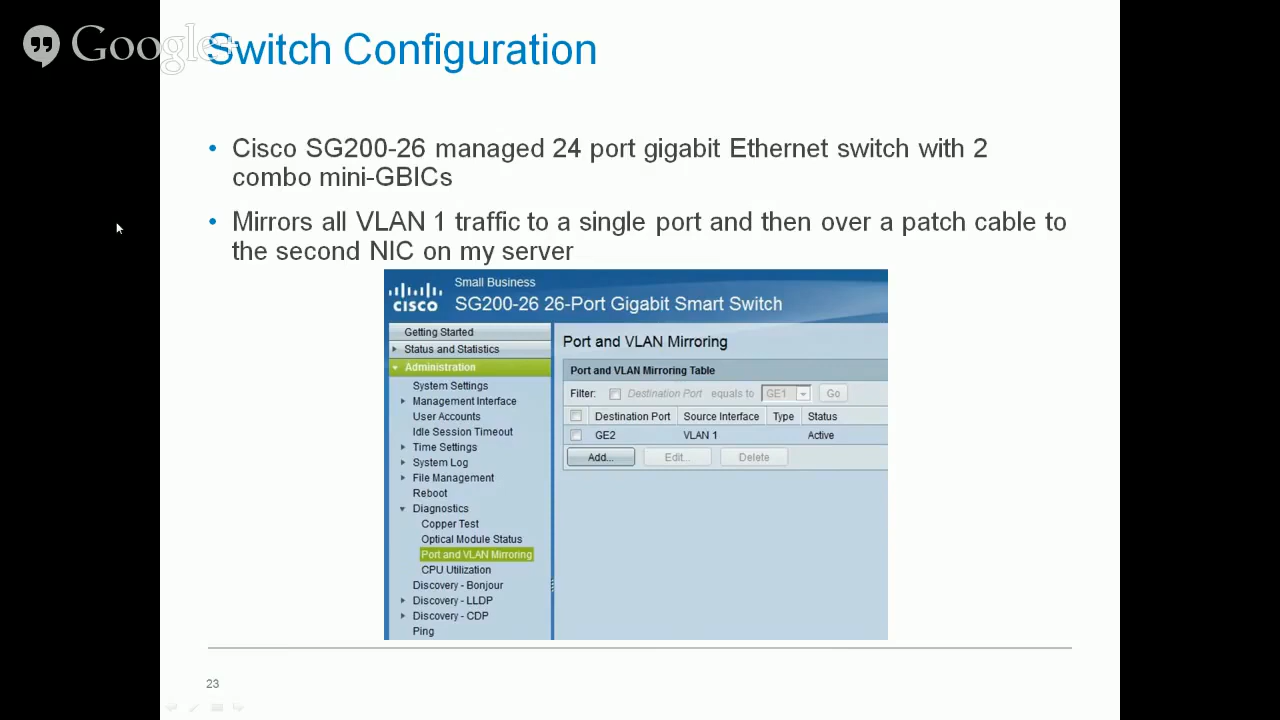 Google+
Switch Configuration
• Cisco SG200-26 managed 24 port gigabit Ethernet switch with 2
combo mini-GBICs
• Mirrors all VLAN 1 traffic to a single port and then over a patch cable to
the second NIC on my server
cisco
Small Business
SG200-26 26-Port Gigabit Smart Switch
Getting Started
Status and Statistics
Administration
System Settings
Management Interface
User Accounts
Idle Session Timeout
Time Settings
System Log
File Management
Reboot
Diagnostics
Copper Test
Optical Module Status
Port and VLAN Mirroring
CPU Utilization
Discovery - Bonjour
Discovery - LLDP
Discovery - CDP
Ping
Port and VLAN Mirroring
Port and VLAN Mirroring Table
Filter: Destination Port equals to GE1 Go
Destination Port Source Interface Type Status
GE2 VLAN 1 Active
Add... Edit... Delete
23